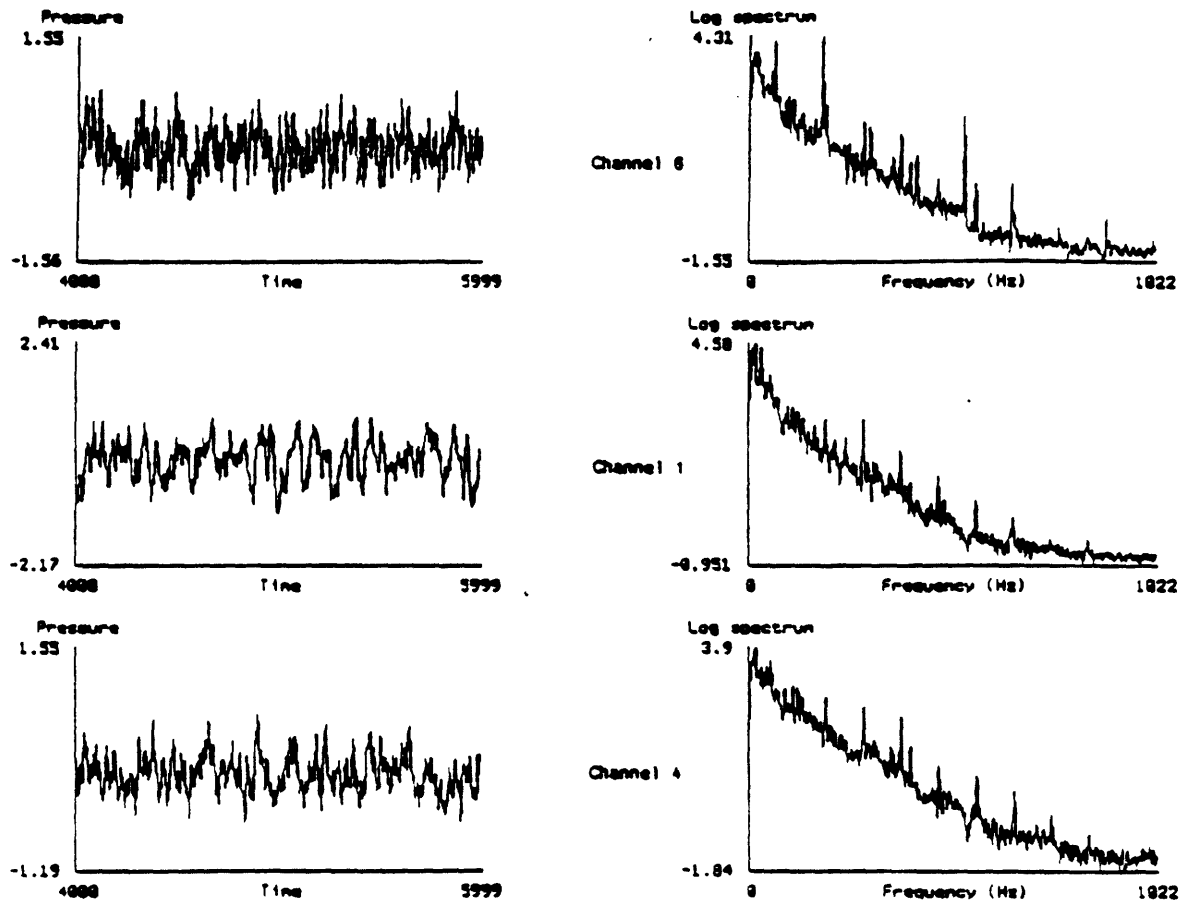 Pressure
1.55
-1.56
4000 Time 5999
Channel 6
Log spectrum
4.31
-1.55
0 Frequency (Hz) 1022
Pressure
2.41
-2.17
4000 Time 5999
Channel 1
Log spectrum
4.58
-0.951
0 Frequency (Hz) 1022
Pressure
1.55
-1.19
4000 Time 5999
Channel 4
Log spectrum
3.9
-1.84
0 Frequency (Hz) 1022